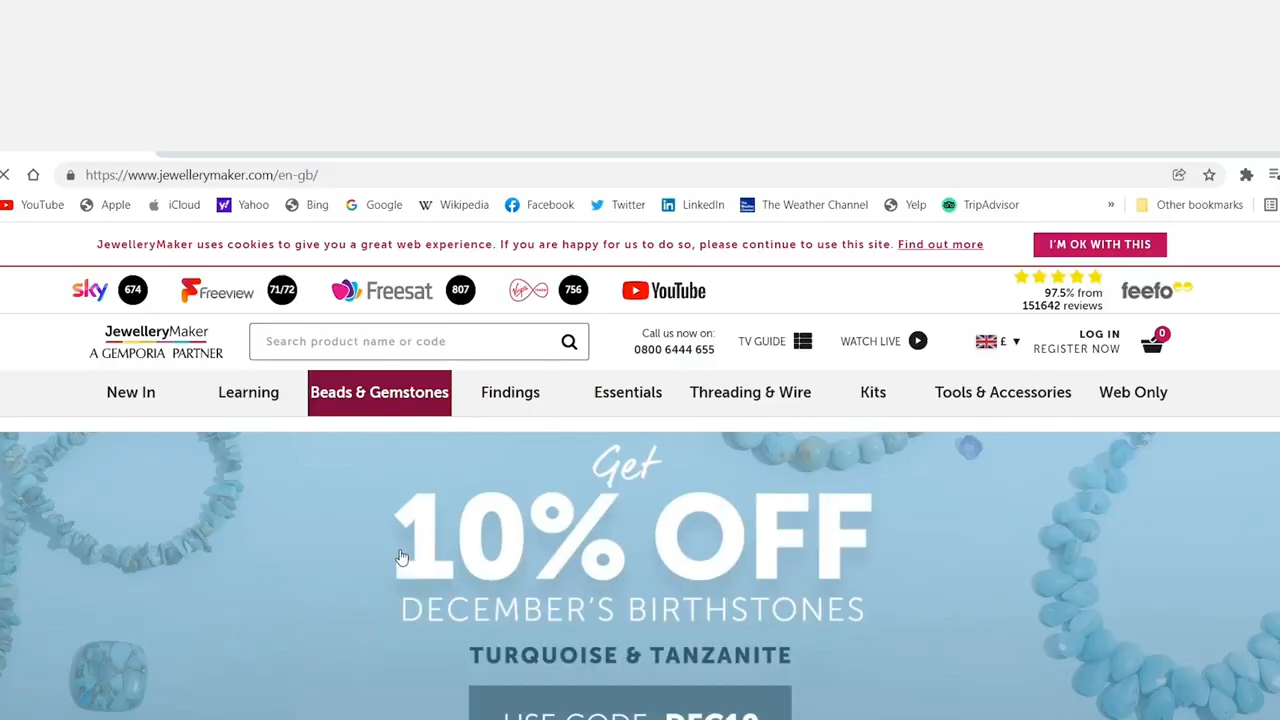 https://www.jewellerymaker.com/en-gb/
YouTube Apple iCloud Yahoo Bing Google Wikipedia Facebook Twitter LinkedIn The Weather Channel Yelp TripAdvisor » Other bookmarks
JewelleryMaker uses cookies to give you a great web experience. If you are happy for us to do so, please continue to use this site. Find out more I'M OK WITH THIS
sky 674 Freeview 71/72 Freesat 807 Virgin 756 YouTube
97.5% from
151642 reviews
feefo
JewelleryMaker
A GEMPORIA PARTNER
Search product name or code
Call us now on:
0800 6444 655
TV GUIDE WATCH LIVE £ ▼
LOG IN
REGISTER NOW
0
New In Learning Beads & Gemstones Findings Essentials Threading & Wire Kits Tools & Accessories Web Only
Get
10% OFF
DECEMBER'S BIRTHSTONES
TURQUOISE & TANZANITE
USE CODE DEC10